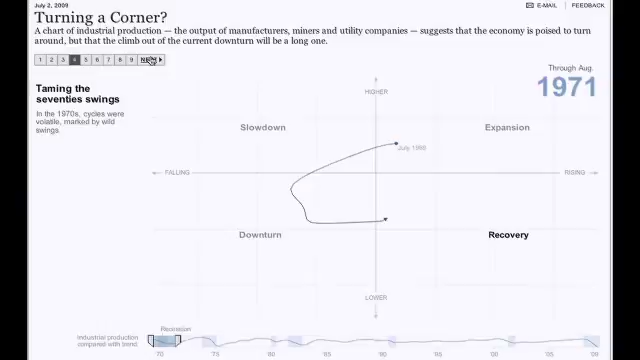 July 2, 2009
E-MAIL
FEEDBACK
Turning a Corner?
A chart of industrial production — the output of manufacturers, miners and utility companies — suggests that the economy is poised to turn
around, but that the climb out of the current downturn will be a long one.
1 2 3 4 5 6 7 8 9 NEXT
Through Aug.
1971
Taming the
seventies swings
In the 1970s, cycles were
volatile, marked by wild
swings.
HIGHER
Slowdown
Expansion
July 1966
FALLING
RISING
Downturn
Recovery
LOWER
Recession
Industrial production
compared with trend
'70 '75 '80 '85 '90 '95 '00 '05 '09